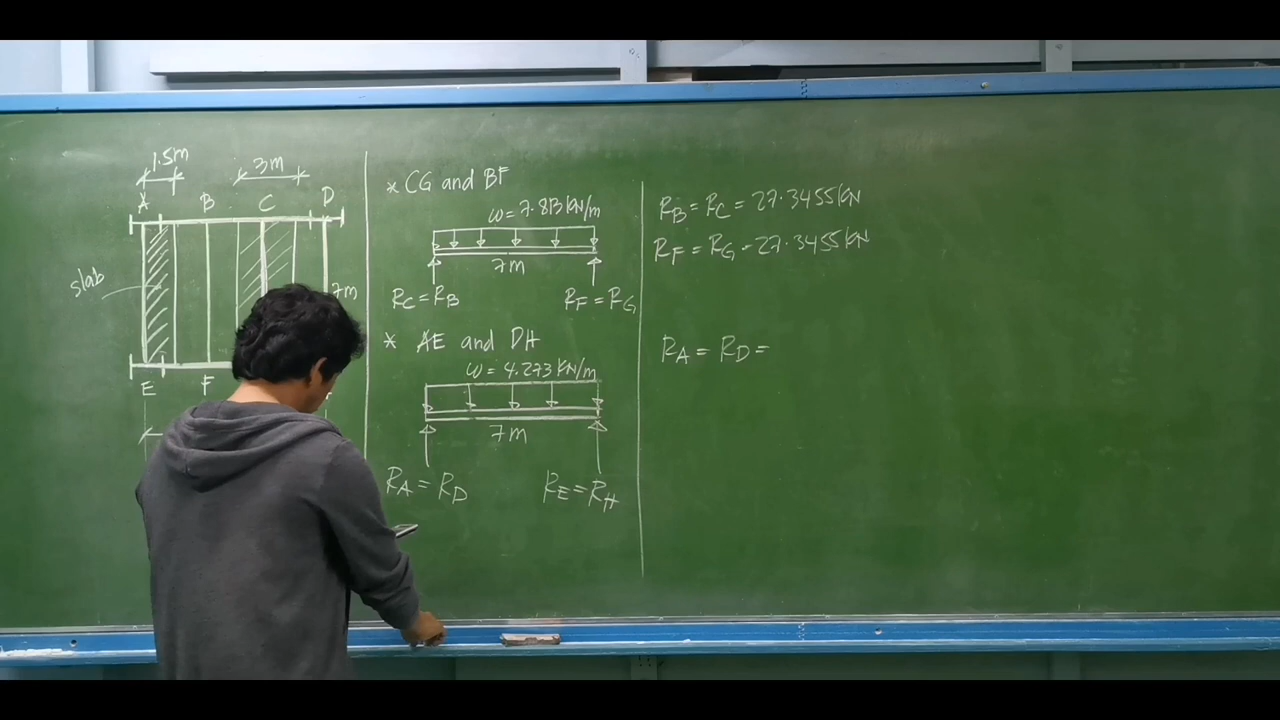 1.5m
3m
A B C D
slab
7m
E F
* CG and BF
w = 7.813 KN/m
7m
RC = RB
RF = RG
* AE and DH
w = 4.273 KN/m
7m
RA = RD
RE = RH
RB = RC = 27.3455 KN
RF = RG = 27.3455 KN
RA = RD =